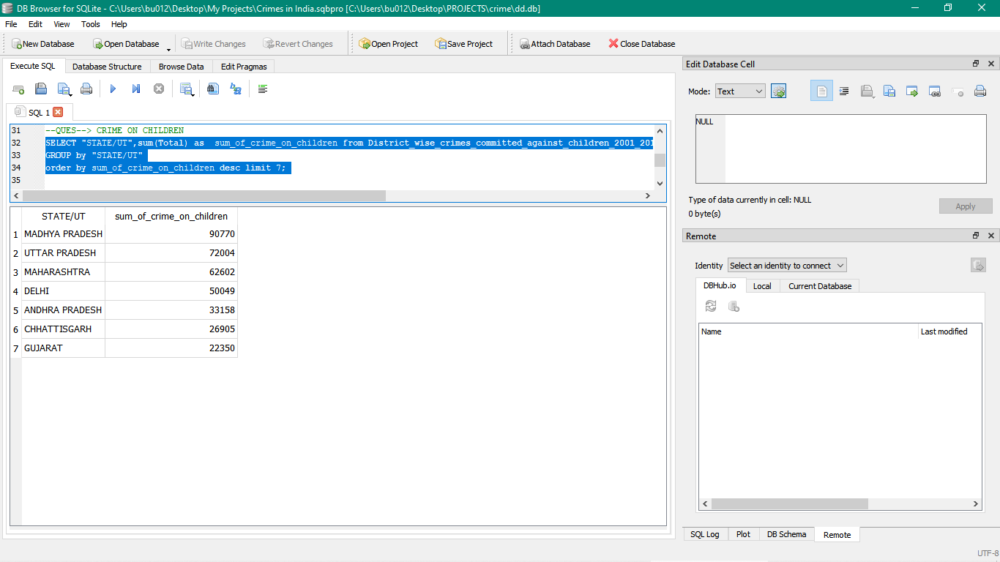 DB Browser for SQLite - C:\Users\bu012\Desktop\My Projects\Crimes in India.sqbpro [C:\Users\bu012\Desktop\PROJECTS\crime\dd.db]
File Edit View Tools Help
New Database Open Database Write Changes Revert Changes Open Project Save Project Attach Database Close Database
Execute SQL Database Structure Browse Data Edit Pragmas
SQL 1
31 --QUES--> CRIME ON CHILDREN
32 SELECT "STATE/UT",sum(Total) as  sum_of_crime_on_children from District_wise_crimes_committed_against_children_2001_201
33 GROUP by "STATE/UT"
34 order by sum_of_crime_on_children desc limit 7;
35
STATE/UT sum_of_crime_on_children
1 MADHYA PRADESH 90770
2 UTTAR PRADESH 72004
3 MAHARASHTRA 62602
4 DELHI 50049
5 ANDHRA PRADESH 33158
6 CHHATTISGARH 26905
7 GUJARAT 22350
Edit Database Cell
Mode: Text
NULL
Type of data currently in cell: NULL
0 byte(s)
Apply
Remote
Identity Select an identity to connect
DBHub.io Local Current Database
Name Last modified
SQL Log Plot DB Schema Remote
UTF-8